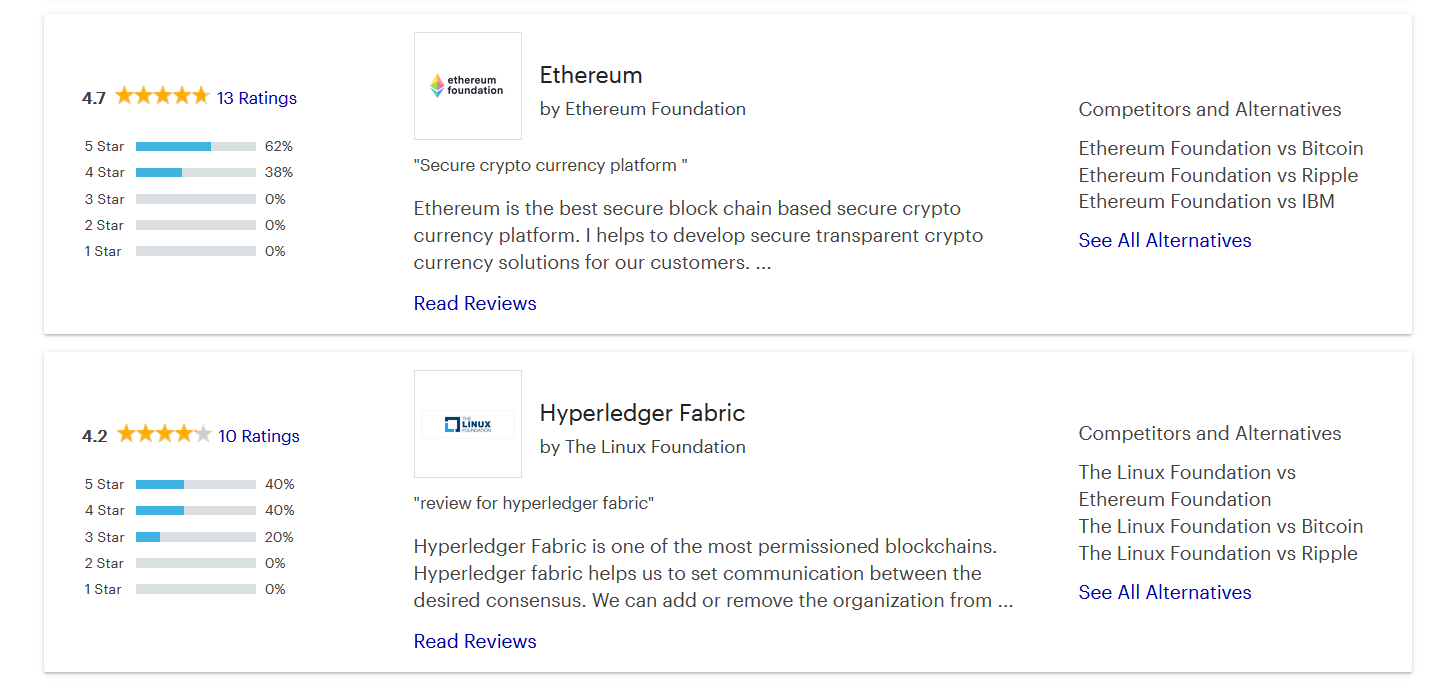 4.7 13 Ratings
5 Star 62%
4 Star 38%
3 Star 0%
2 Star 0%
1 Star 0%
ethereum
foundation
Ethereum
by Ethereum Foundation
"Secure crypto currency platform "
Ethereum is the best secure block chain based secure crypto
currency platform. I helps to develop secure transparent crypto
currency solutions for our customers. ...
Read Reviews
Competitors and Alternatives
Ethereum Foundation vs Bitcoin
Ethereum Foundation vs Ripple
Ethereum Foundation vs IBM
See All Alternatives
4.2 10 Ratings
5 Star 40%
4 Star 40%
3 Star 20%
2 Star 0%
1 Star 0%
THE
LINUX
FOUNDATION
Hyperledger Fabric
by The Linux Foundation
"review for hyperledger fabric"
Hyperledger Fabric is one of the most permissioned blockchains.
Hyperledger fabric helps us to set communication between the
desired consensus. We can add or remove the organization from ...
Read Reviews
Competitors and Alternatives
The Linux Foundation vs
Ethereum Foundation
The Linux Foundation vs Bitcoin
The Linux Foundation vs Ripple
See All Alternatives